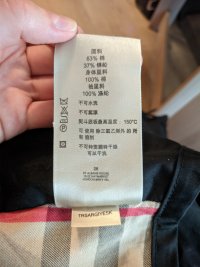 面料
63% 棉
37% 锦纶
身体里料
100% 棉
袖里料
100% 涤纶
不可水洗
不可漂白
熨斗底板最高温度 150℃
可 使用 除三氯乙烯外 的 所
有 溶剂
不可转笼翻转干燥
可以干洗
TRSARGYESK